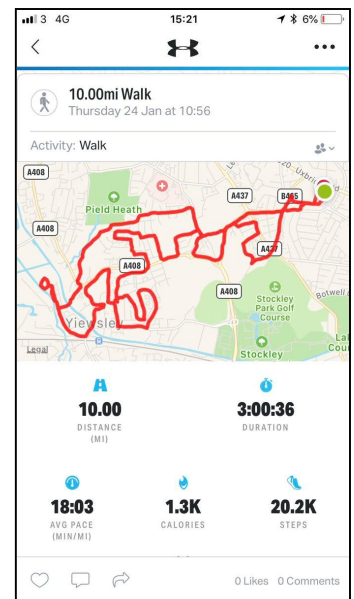 3 4G 15:21 6%
10.00mi Walk
Thursday 24 Jan at 10:56
Activity: Walk
A408
A437
B465
Pield Heath
A408
A408
A437
A408
Stockley
Park Golf
Course
Botwell
Yiewsley
Legal
Stockley
10.00
3:00:36
DISTANCE
(MI)
DURATION
18:03
1.3K
20.2K
AVG PACE
(MIN/MI)
CALORIES
STEPS
0 Likes 0 Comments